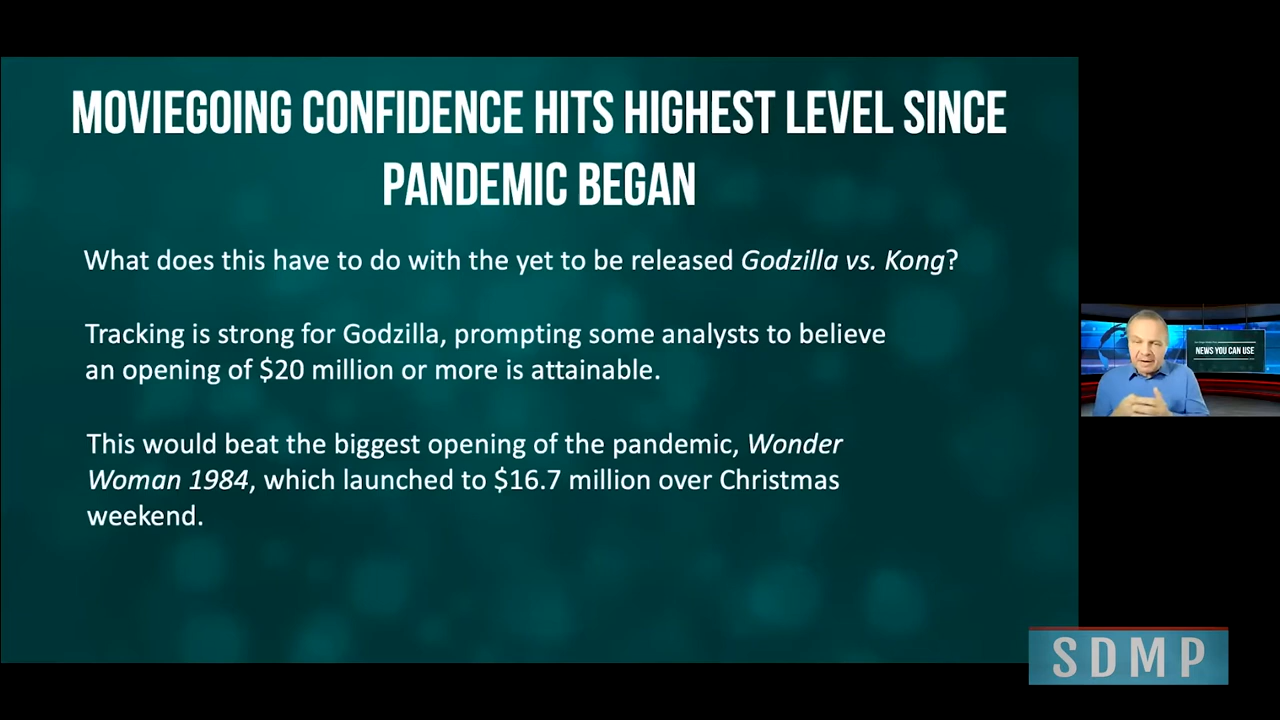 MOVIEGOING CONFIDENCE HITS HIGHEST LEVEL SINCE
PANDEMIC BEGAN
What does this have to do with the yet to be released Godzilla vs. Kong?
Tracking is strong for Godzilla, prompting some analysts to believe
an opening of $20 million or more is attainable.
This would beat the biggest opening of the pandemic, Wonder
Woman 1984, which launched to $16.7 million over Christmas
weekend.
NEWS YOU CAN USE
SDMP